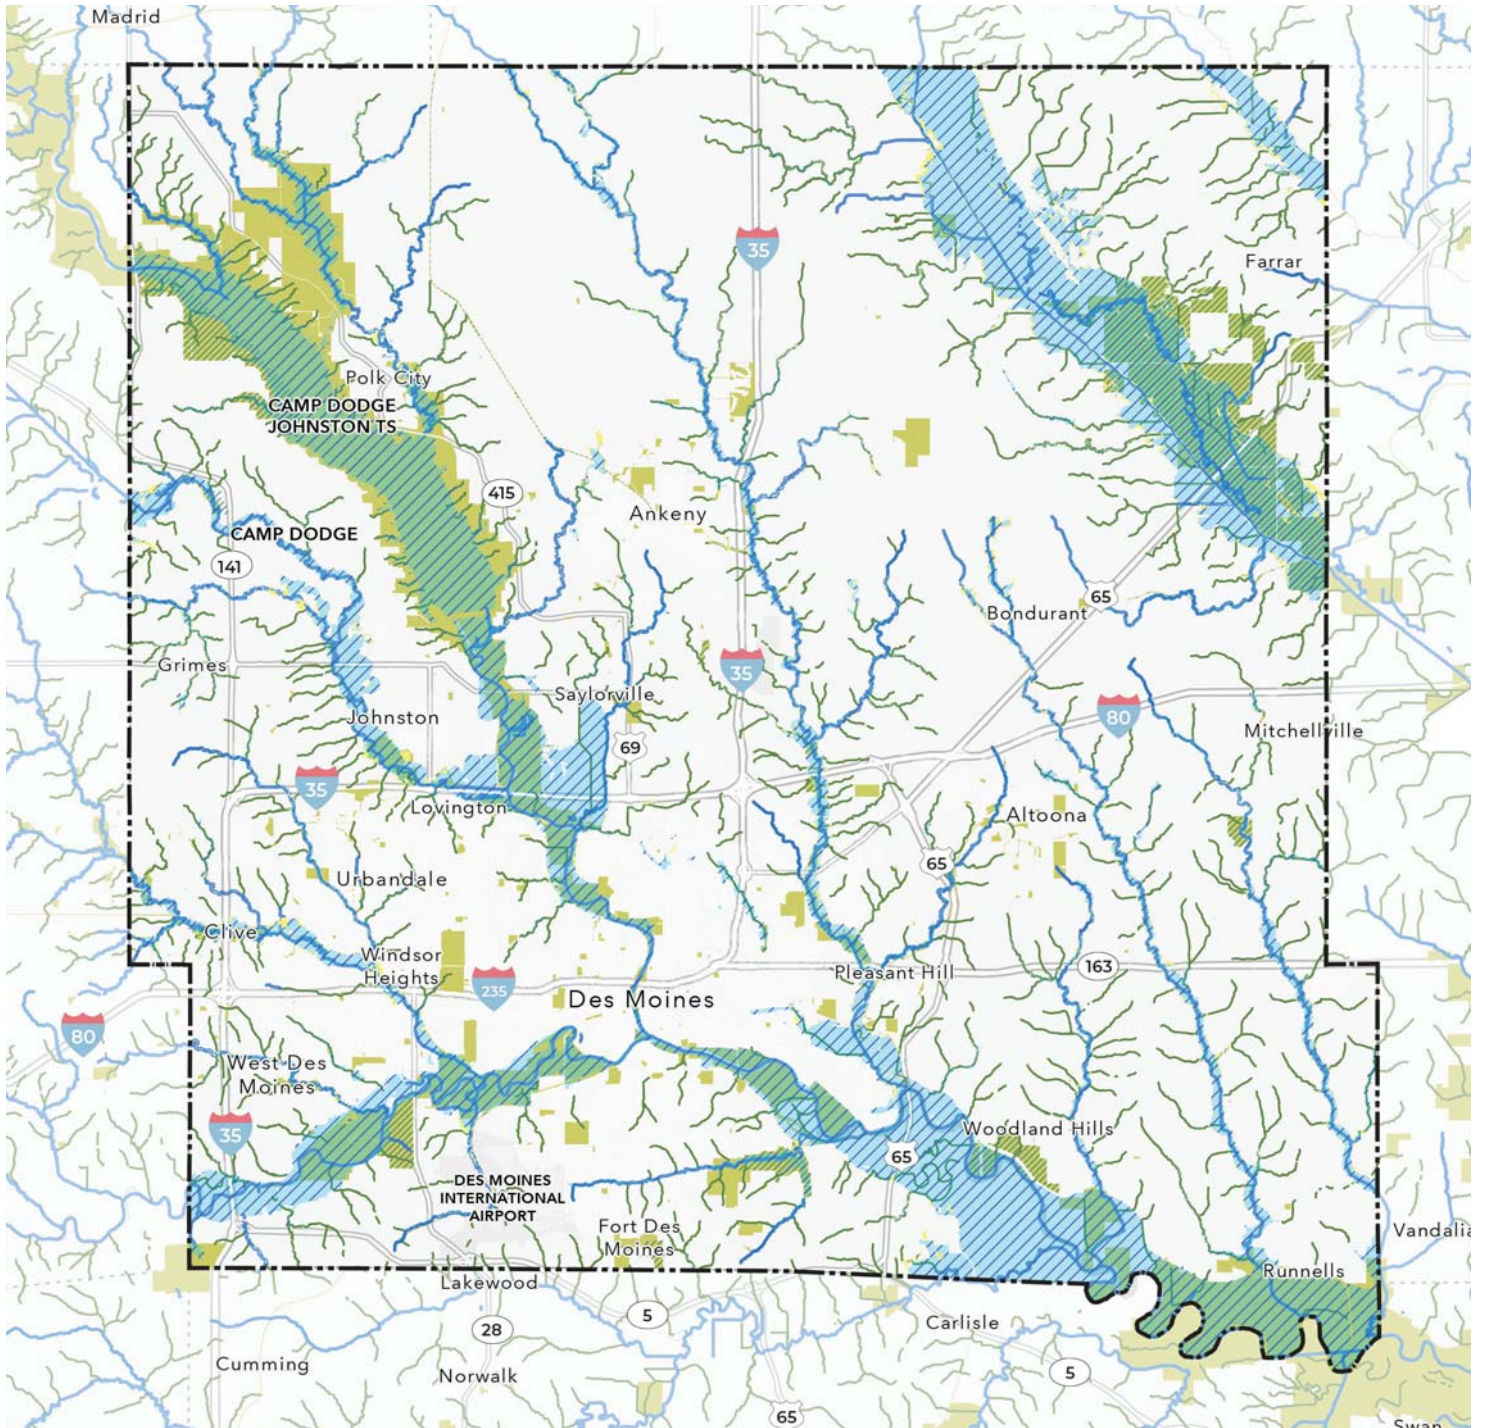 Madrid
35
Farrar
Polk City
CAMP DODGE
JOHNSTON TS
415
Ankeny
CAMP DODGE
141
65
Bondurant
Grimes
35
Saylorville
Johnston
80
69
Mitchellville
35
Lovington
Altoona
65
Urbandale
Clive
Windsor
Heights
163
Pleasant Hill
235
Des Moines
80
West Des
Moines
35
Woodland Hills
65
DES MOINES
INTERNATIONAL
AIRPORT
Fort Des
Moines
Vandalia
Runnells
Lakewood
5
28
Carlisle
Cumming
Norwalk
5
65
Swan